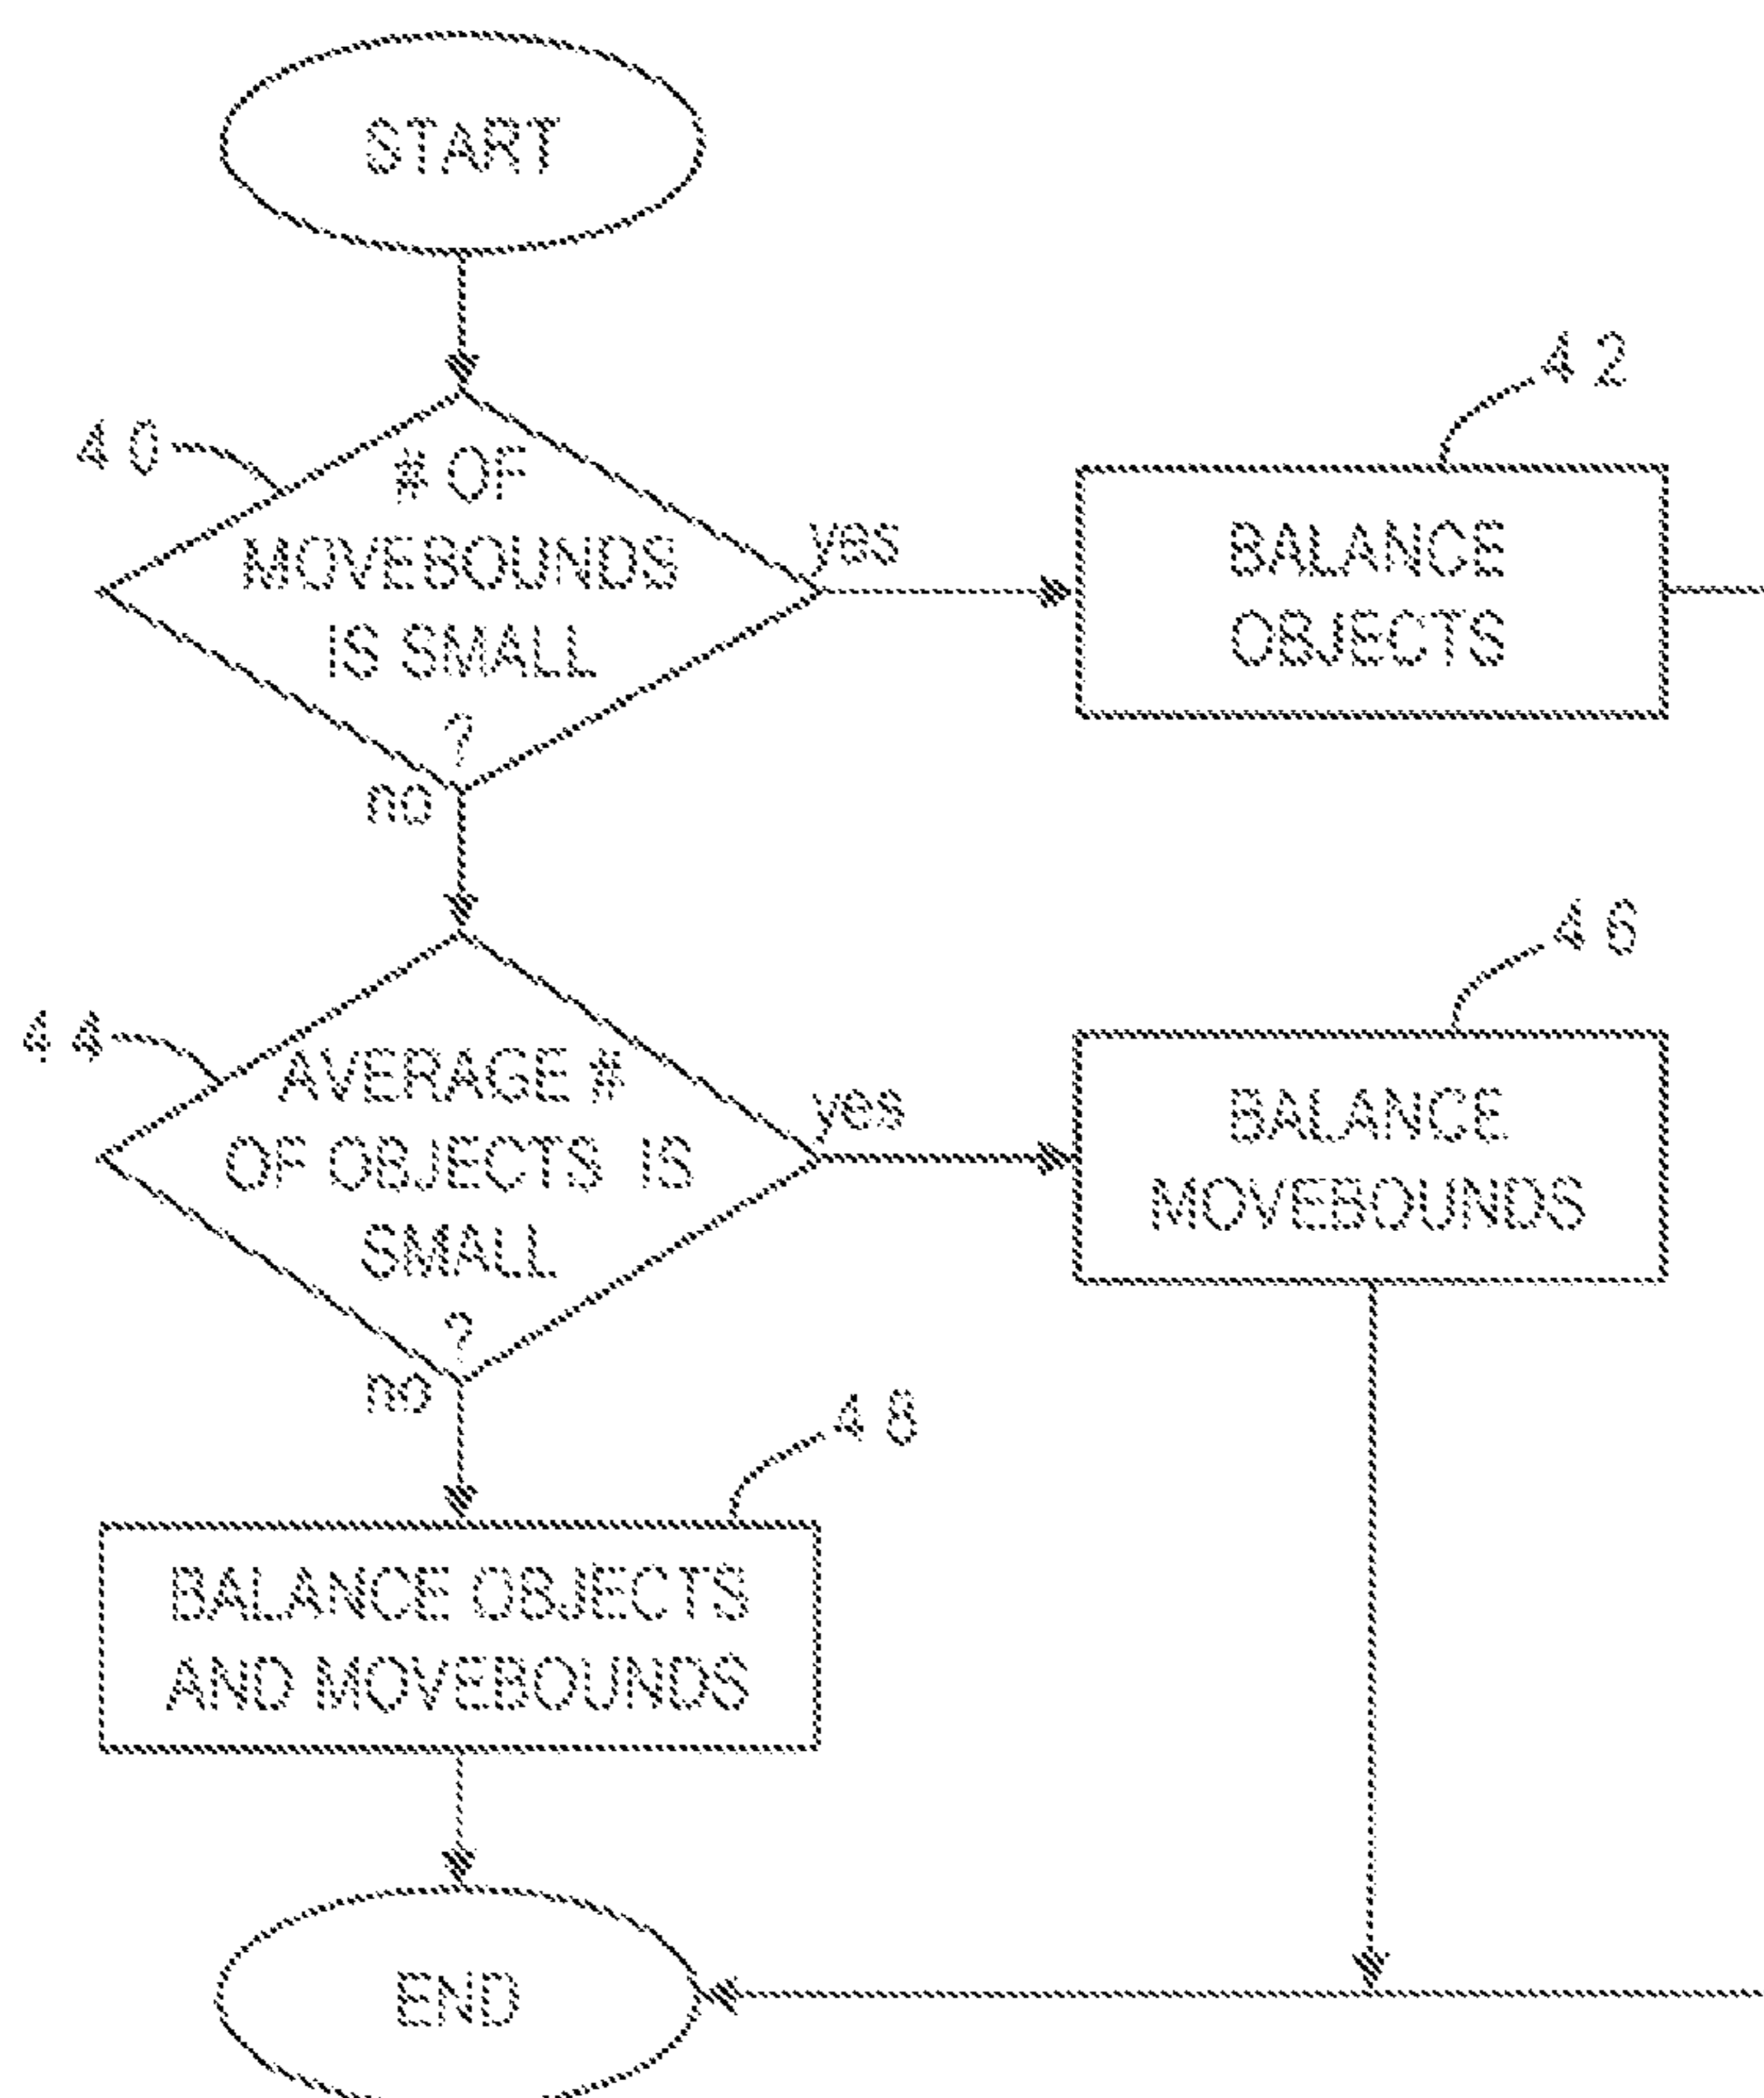 START
42
40
# OF
MOVEBOUNDS
IS SMALL
?
yes
no
BALANCE
OBJECTS
46
44
AVERAGE #
OF OBJECTS IS
SMALL
?
yes
no
BALANCE
MOVEBOUNDS
48
BALANCE OBJECTS
AND MOVEBOUNDS
END